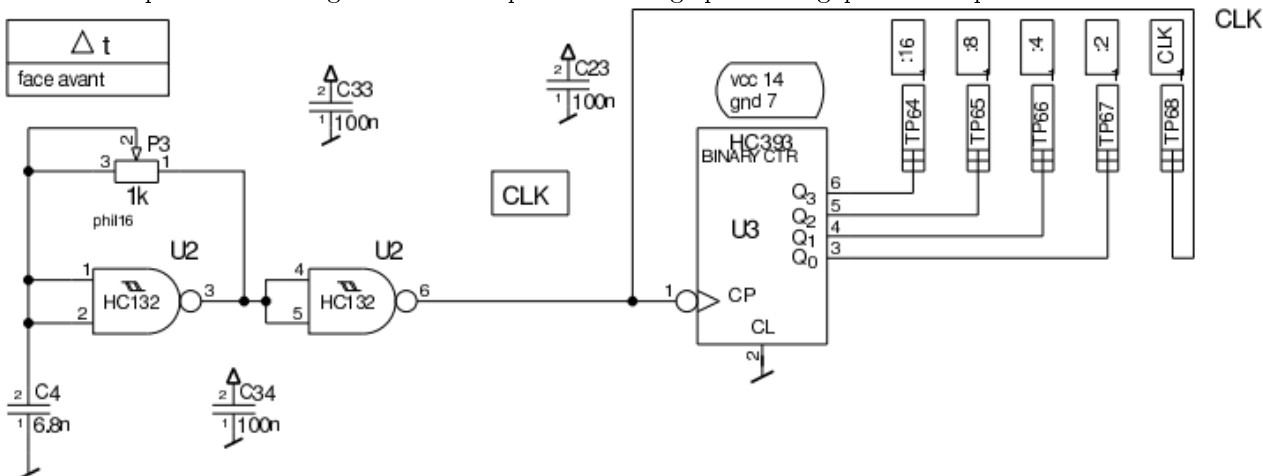 CLK
Δ t
face avant
2
C33
1
100n
2
C23
1
100n
:16
:8
:4
:2
CLK
vcc 14
gnd 7
TP64
TP65
TP66
TP67
TP68
2
P3
3
1
1k
phil16
HC393
BINARY CTR
CLK
Q3
6
Q2
5
U3
Q1
4
Q0
3
U2
U2
1
HC132
3
2
4
HC132
6
5
1
CP
CL
2
2
C4
1
6.8n
2
C34
1
100n